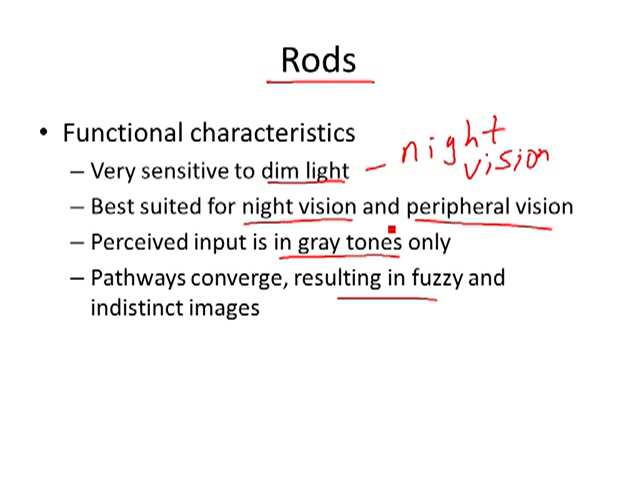 Rods
• Functional characteristics
– Very sensitive to dim light – night vision
– Best suited for night vision and peripheral vision
– Perceived input is in gray tones only
– Pathways converge, resulting in fuzzy and
indistinct images